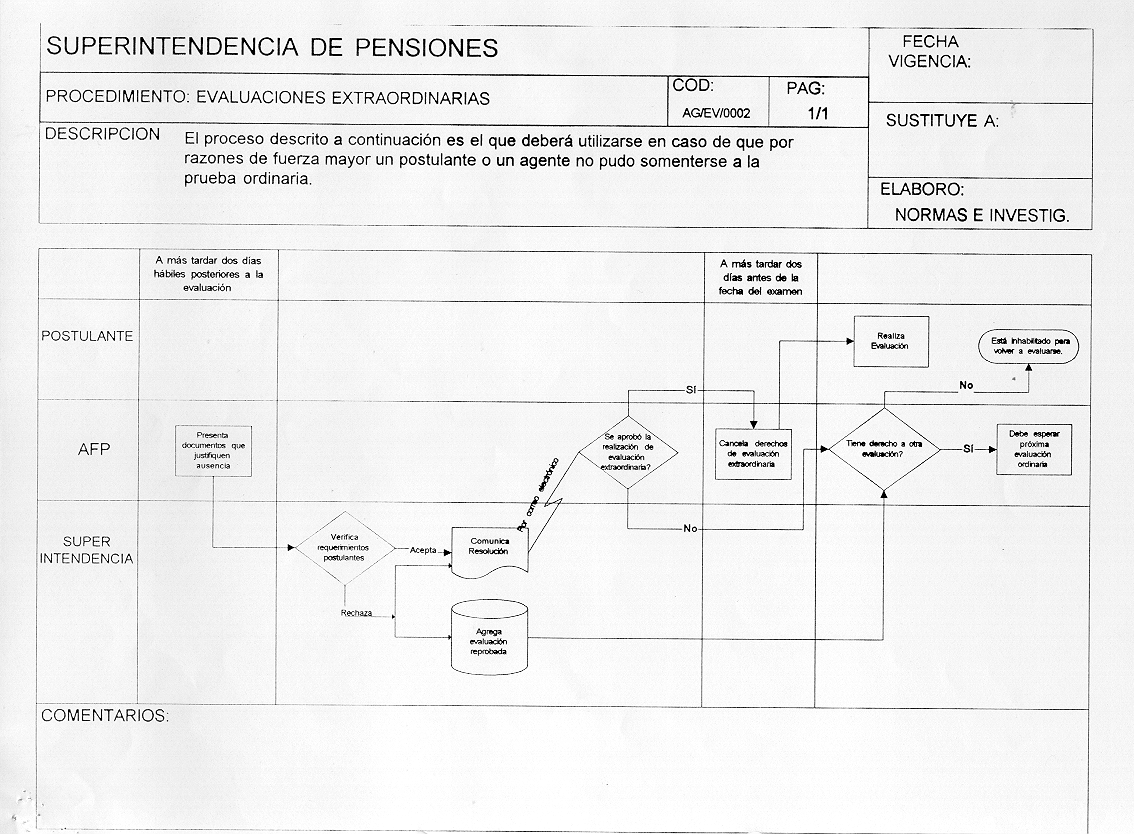 SUPERINTENDENCIA DE PENSIONES
FECHA
VIGENCIA:
PROCEDIMIENTO: EVALUACIONES EXTRAORDINARIAS
COD:
AG/EV/0002
PAG:
1/1
SUSTITUYE A:
DESCRIPCION
El proceso descrito a continuación es el que deberá utilizarse en caso de que por
razones de fuerza mayor un postulante o un agente no pudo somenterse a la
prueba ordinaria.
ELABORO:
NORMAS E INVESTIG.
A más tardar dos días
hábiles posteriores a la
evaluación
A más tardar dos
días antes de la
fecha del examen
POSTULANTE
Realiza
Evaluación
Está inhabilitado para
volver a evaluarse.
No
SÍ
AFP
Presenta
documentos que
justifiquen
ausencia
Se aprobó la
realización de
evaluación
extraordinaria?
Cancela derechos
de evaluación
extraordinaria
Tiene derecho a otra
evaluación?
SÍ
Debe esperar
próxima
evaluación
ordinaria
Por correo electrónico
No
SUPER
INTENDENCIA
Verifica
requerimientos
postulantes
Acepta
Comunica
Resolución
Rechaza
Agrega
evaluación
reprobada
COMENTARIOS: